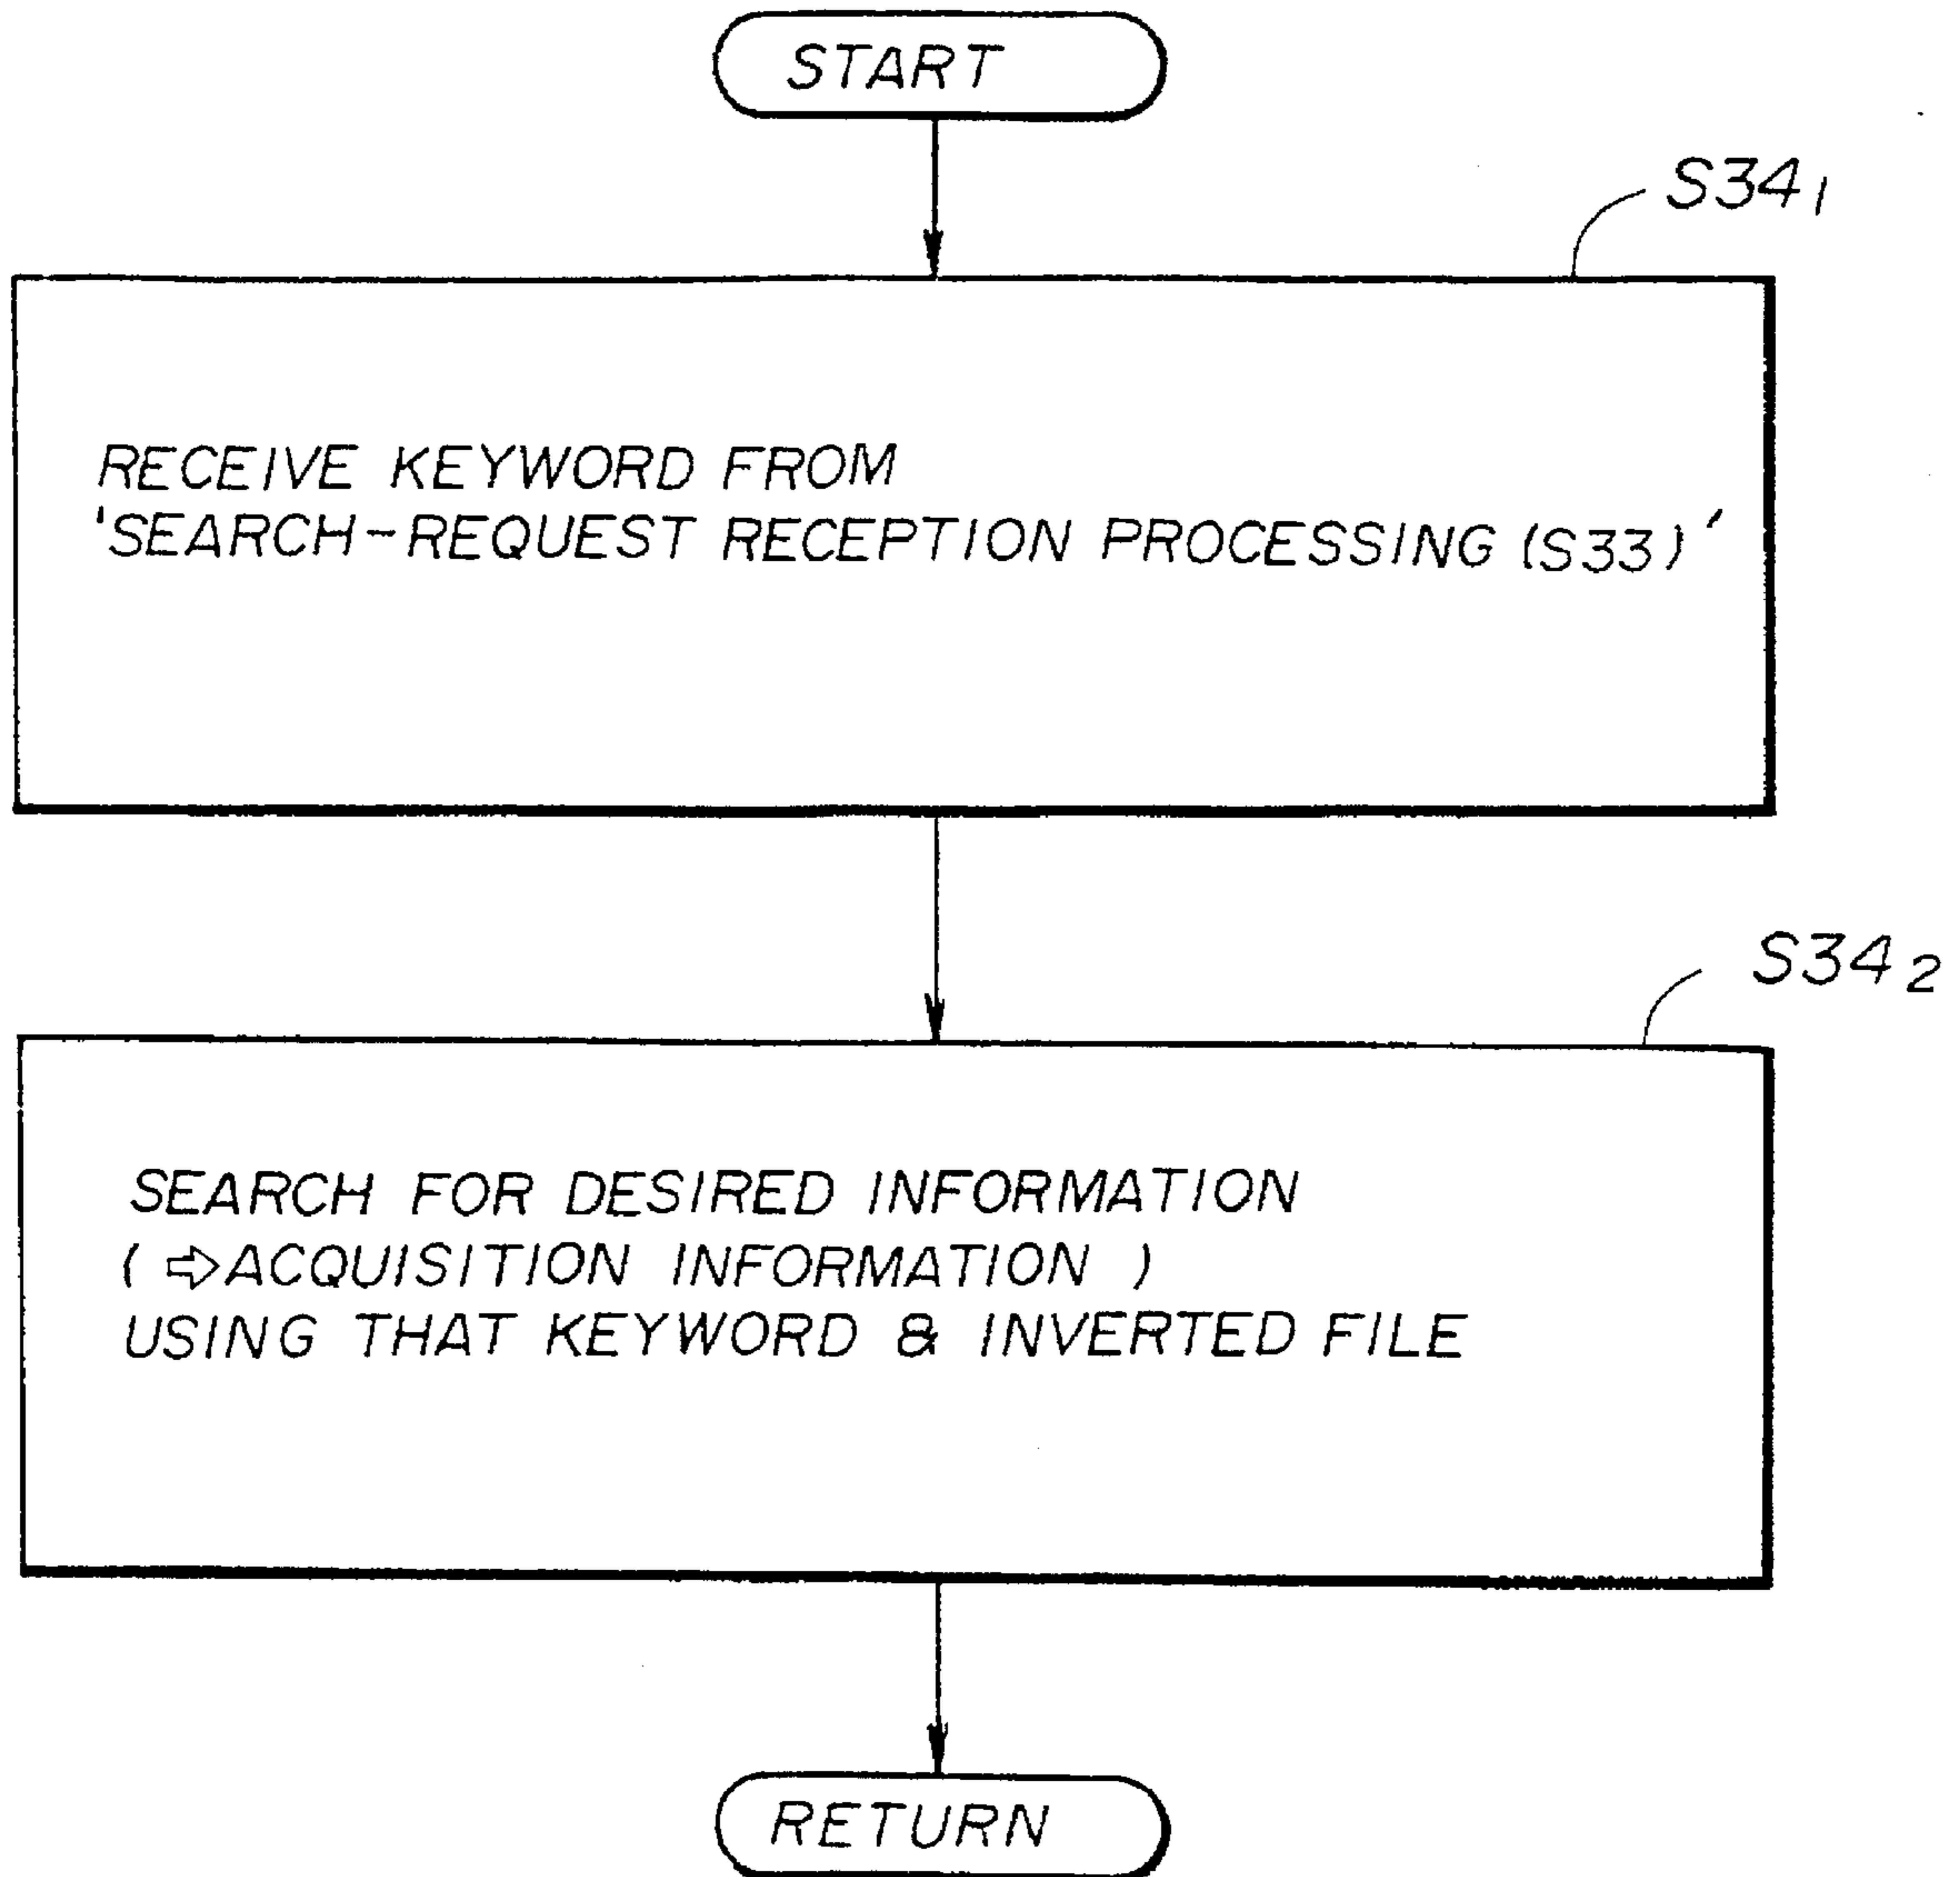 START
S34₁
RECEIVE KEYWORD FROM
'SEARCH-REQUEST RECEPTION PROCESSING (S33)'
S34₂
SEARCH FOR DESIRED INFORMATION
( ⇨ACQUISITION INFORMATION )
USING THAT KEYWORD & INVERTED FILE
RETURN